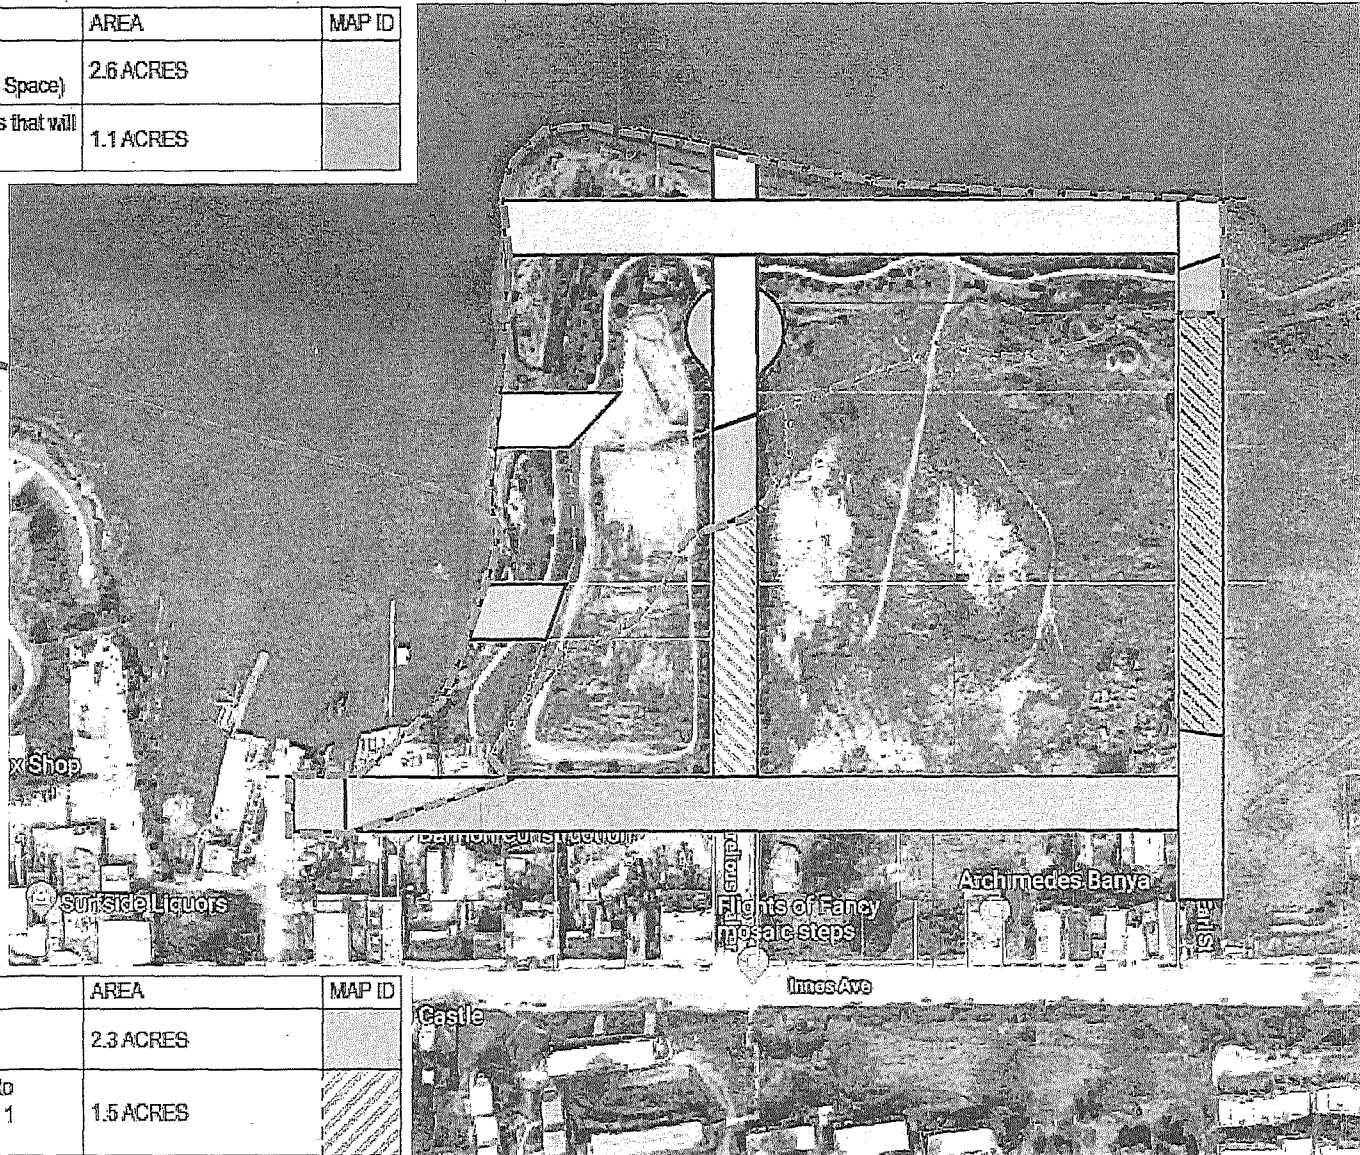 AREA MAP ID
Space) 2.6 ACRES
s that will
1.1 ACRES
x Shop
Surfside Liquors
Archimedes Banya
Flights of Fancy
mosaic steps
Innes Ave
Castle
AREA MAP ID
2.3 ACRES
to
1 1.5 ACRES